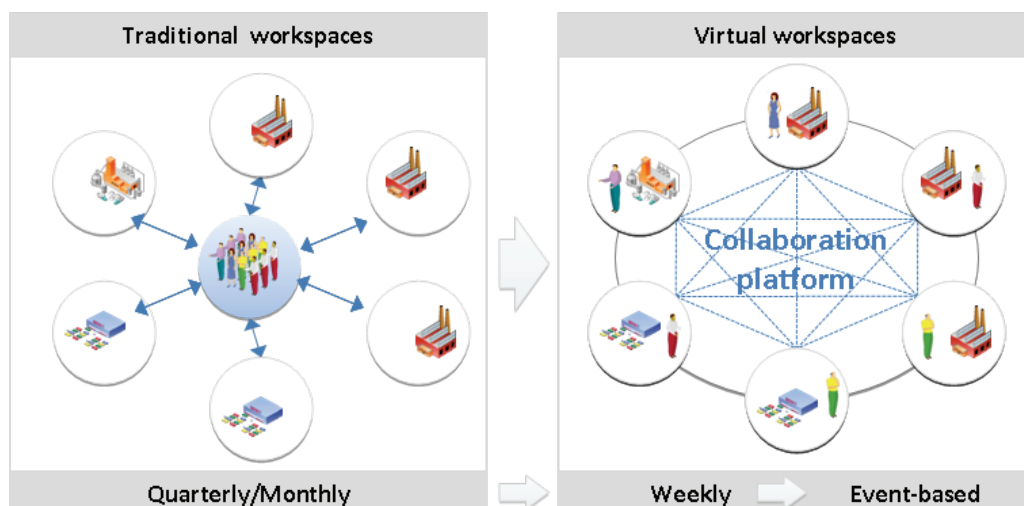 Traditional workspaces
Virtual workspaces
Collaboration
platform
Quarterly/Monthly
Weekly
Event-based